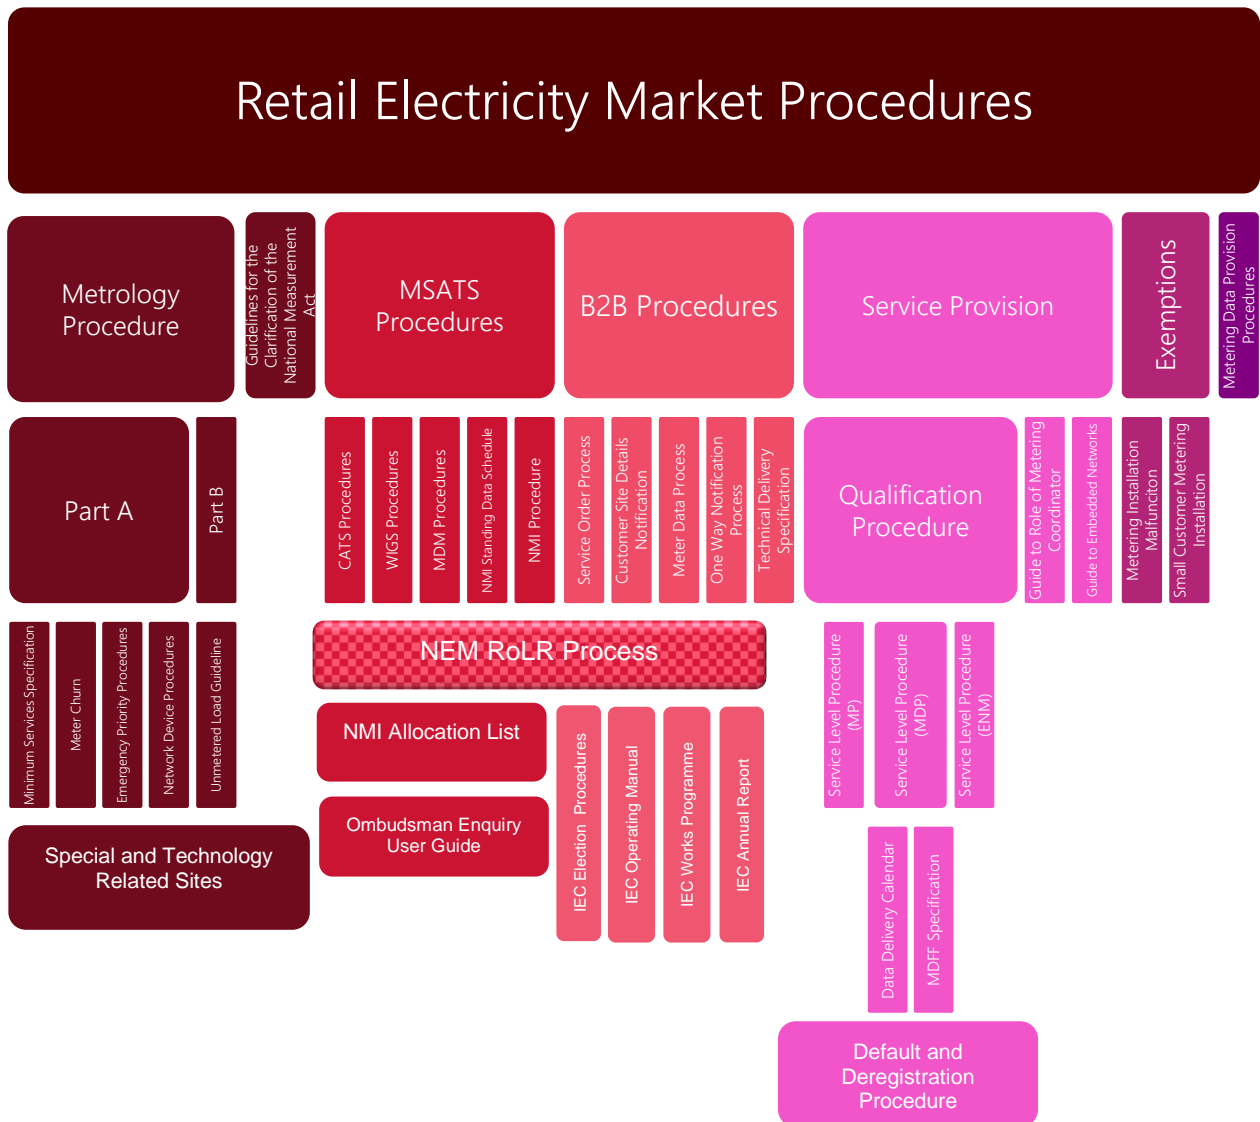 Retail Electricity Market Procedures
Metrology
Procedure
Guidelines for the
Clarification of the
National Measurement
Act
MSATS
Procedures
B2B Procedures
Service Provision
Exemptions
Metering Data Provision
Procedures
Part A
Part B
CATS Procedures
WIGS Procedures
MDM Procedures
NMI Standing Data Schedule
NMI Procedure
Service Order Process
Customer Site Details
Notification
Meter Data Process
One Way Notification
Process
Technical Delivery
Specification
Qualification
Procedure
Guide to Role of Metering
Coordinator
Guide to Embedded Networks
Metering Installation
Malfunciton
Small Customer Metering
Installation
Minimum Services Specification
Meter Churn
Emergency Priority Procedures
Network Device Procedures
Unmetered Load Guideline
NEM RoLR Process
Service Level Procedure
(MP)
Service Level Procedure
(MDP)
Service Level Procedure
(ENM)
NMI Allocation List
Ombudsman Enquiry
User Guide
IEC Election  Procedures
IEC Operating Manual
IEC Works Programme
IEC Annual Report
Special and Technology
Related Sites
Data Delivery Calendar
MDFF Specification
Default and
Deregistration
Procedure